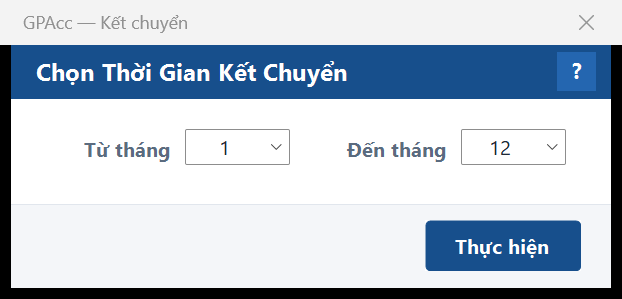 GPAcc — Kết chuyển
Chọn Thời Gian Kết Chuyển ?
Từ tháng 1 Đến tháng 12
Thực hiện